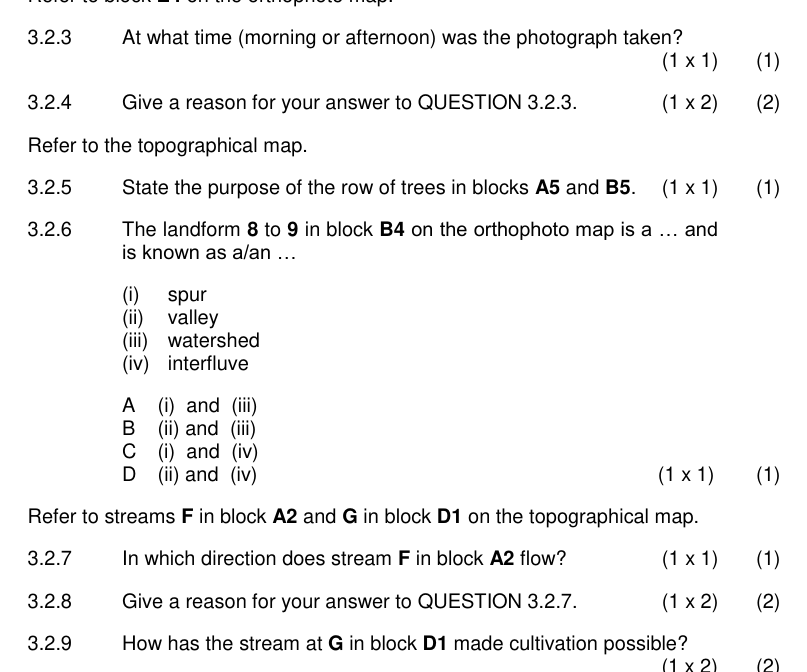 Refer to block E4 on the orthophoto map.
3.2.3 At what time (morning or afternoon) was the photograph taken?
(1 x 1) (1)
3.2.4 Give a reason for your answer to QUESTION 3.2.3. (1 x 2) (2)
Refer to the topographical map.
3.2.5 State the purpose of the row of trees in blocks A5 and B5. (1 x 1) (1)
3.2.6 The landform 8 to 9 in block B4 on the orthophoto map is a … and
is known as a/an …
(i) spur
(ii) valley
(iii) watershed
(iv) interfluve
A (i) and (iii)
B (ii) and (iii)
C (i) and (iv)
D (ii) and (iv) (1 x 1) (1)
Refer to streams F in block A2 and G in block D1 on the topographical map.
3.2.7 In which direction does stream F in block A2 flow? (1 x 1) (1)
3.2.8 Give a reason for your answer to QUESTION 3.2.7. (1 x 2) (2)
3.2.9 How has the stream at G in block D1 made cultivation possible?
(1 x 2) (2)